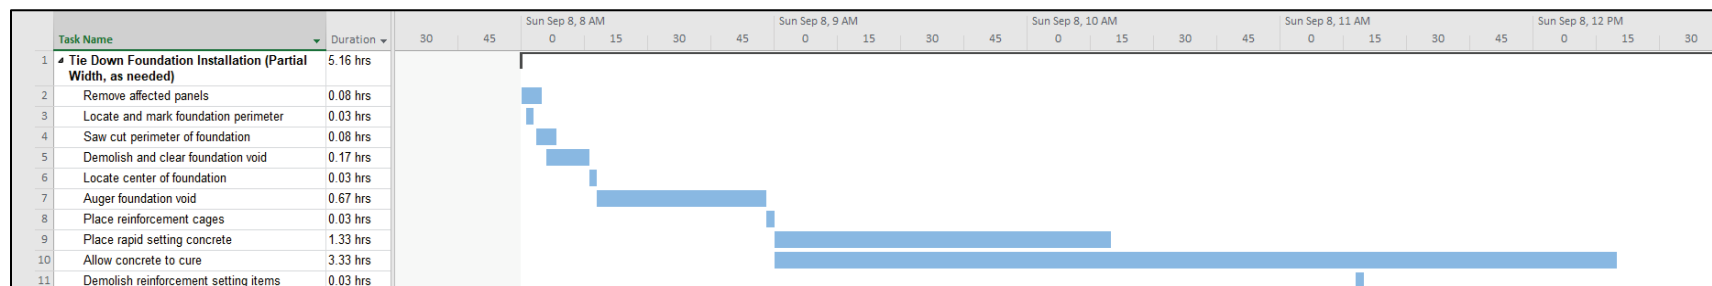 Sun Sep 8, 8 AM Sun Sep 8, 9 AM Sun Sep 8, 10 AM Sun Sep 8, 11 AM Sun Sep 8, 12 PM
Task Name Duration 30 45 0 15 30 45 0 15 30 45 0 15 30 45 0 15 30 45 0 15 30
1 Tie Down Foundation Installation (Partial 5.16 hrs
Width, as needed)
2 Remove affected panels 0.08 hrs
3 Locate and mark foundation perimeter 0.03 hrs
4 Saw cut perimeter of foundation 0.08 hrs
5 Demolish and clear foundation void 0.17 hrs
6 Locate center of foundation 0.03 hrs
7 Auger foundation void 0.67 hrs
8 Place reinforcement cages 0.03 hrs
9 Place rapid setting concrete 1.33 hrs
10 Allow concrete to cure 3.33 hrs
11 Demolish reinforcement setting items 0.03 hrs